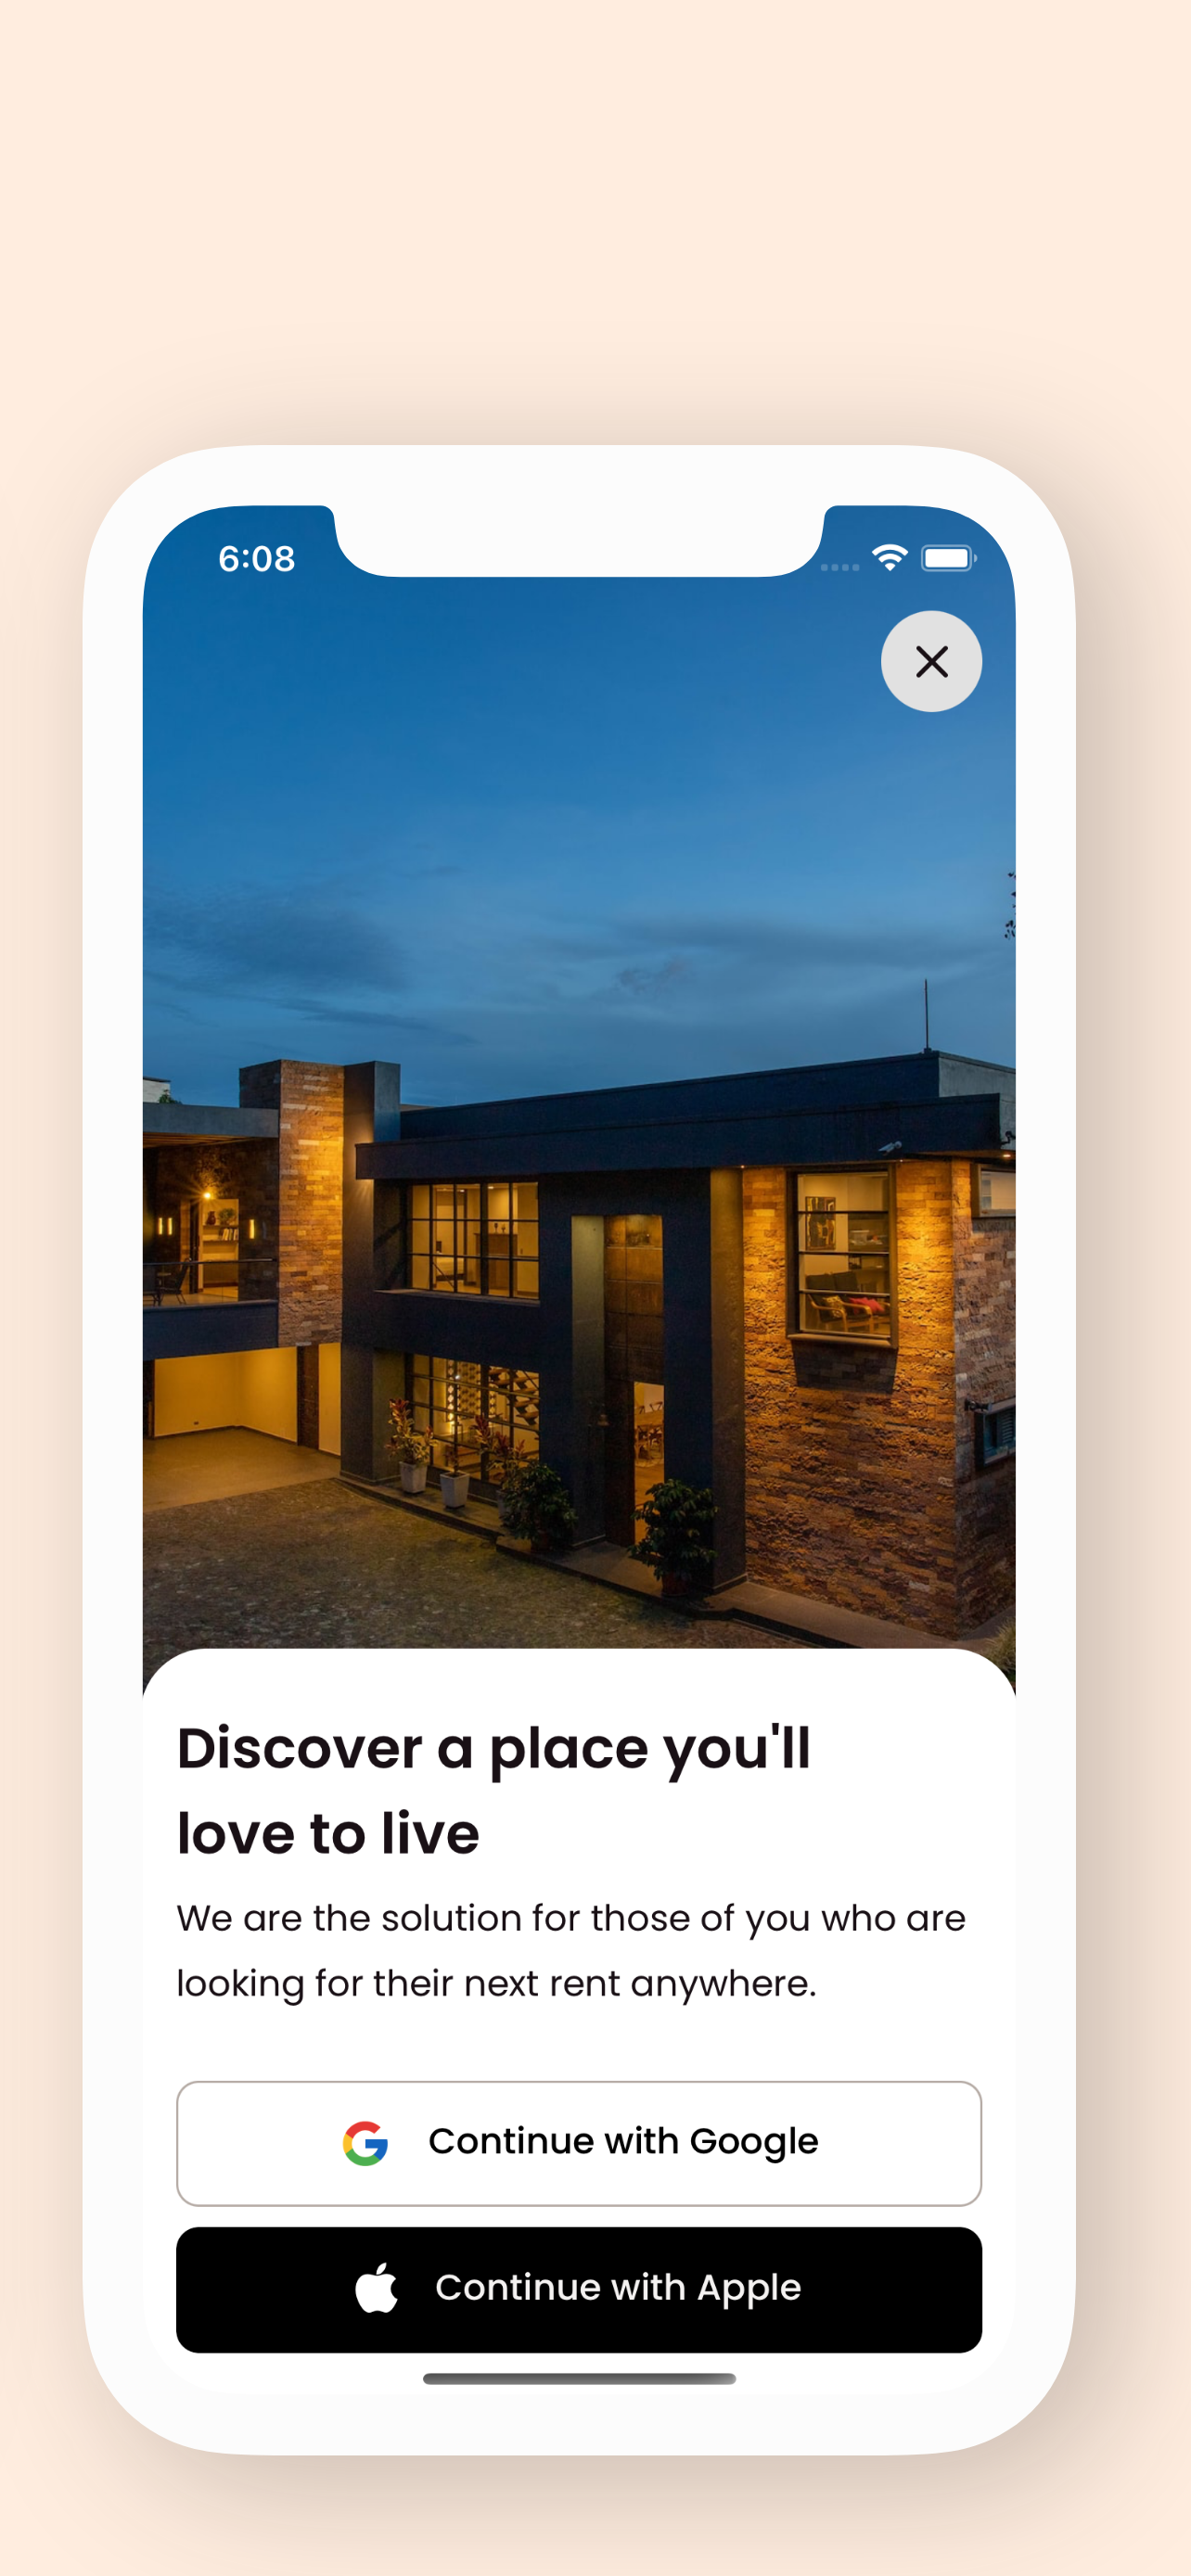 6:08
Discover a place you'll
love to live
We are the solution for those of you who are
looking for their next rent anywhere.
Continue with Google
Continue with Apple